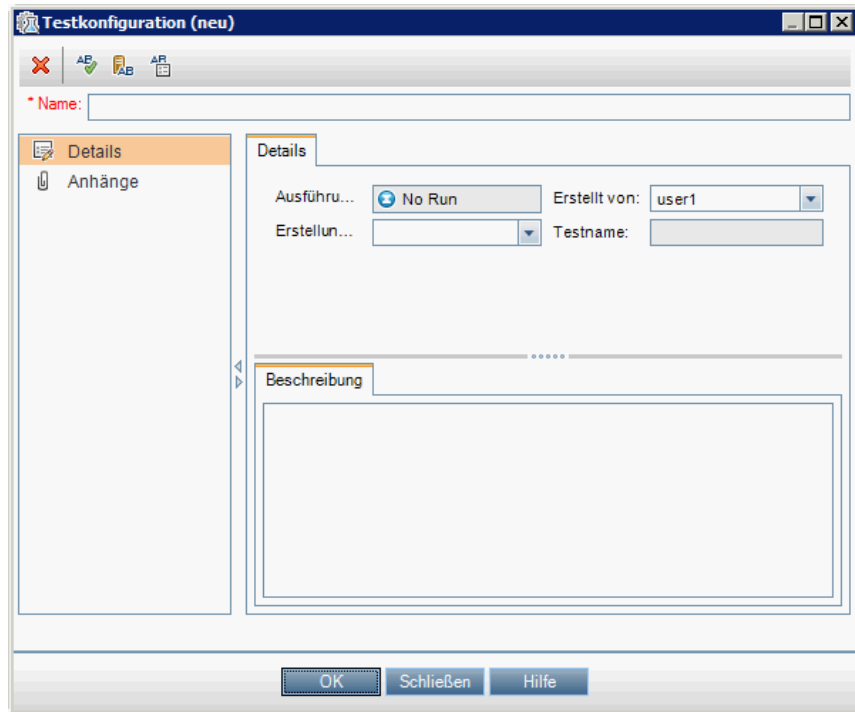 Testkonfiguration (neu)
* Name:
Details
Anhänge
Details
Ausführu... No Run Erstellt von: user1
Erstellun... Testname:
Beschreibung
OK Schließen Hilfe